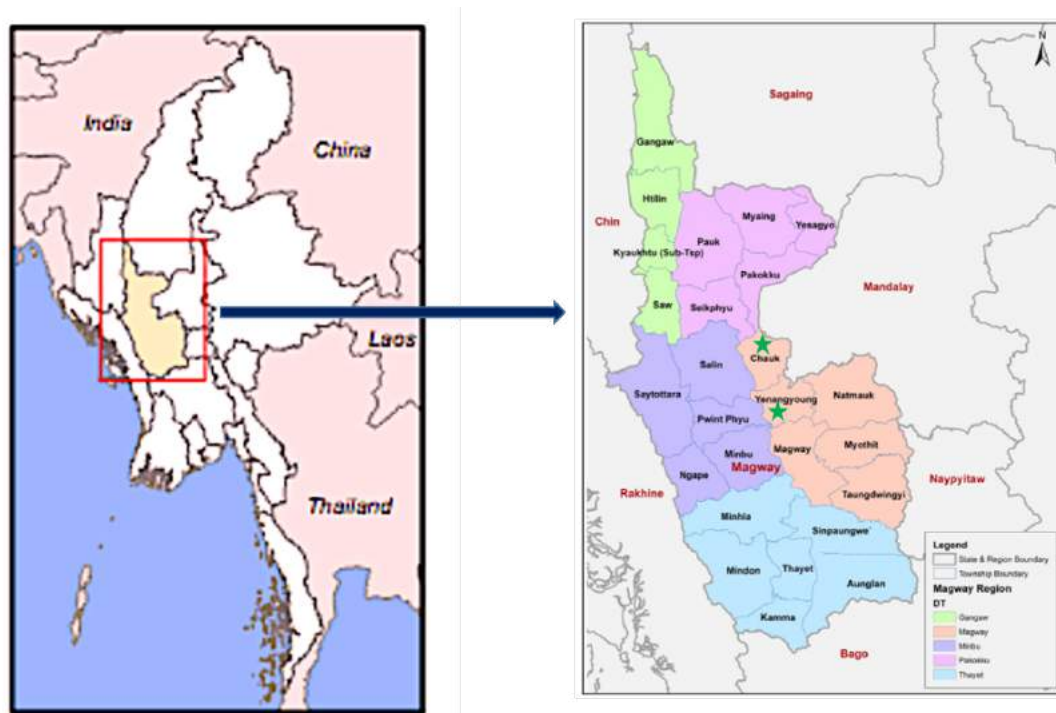 India
China
Laos
Thailand
N
Sagaing
Gangaw
Htilin
Chin
Myaing
Yesagyo
Pauk
Kyaukhtu (Sub-Tsp)
Pakokku
Mandalay
Saw
Seikphyu
Chauk
Salin
Saytottara
Yenangyoung
Natmauk
Pwint Phyu
Magway
Myothit
Minbu
Magway
Ngape
Naypyitaw
Rakhine
Taungdwingyi
Minhla
Sinpaungwe'
Mindon
Thayet
Aunglan
Kamma
Bago
Legend
State & Region Boundary
Township Boundary
Magway Region
DT
Gangaw
Magway
Minbu
Pakokku
Thayet